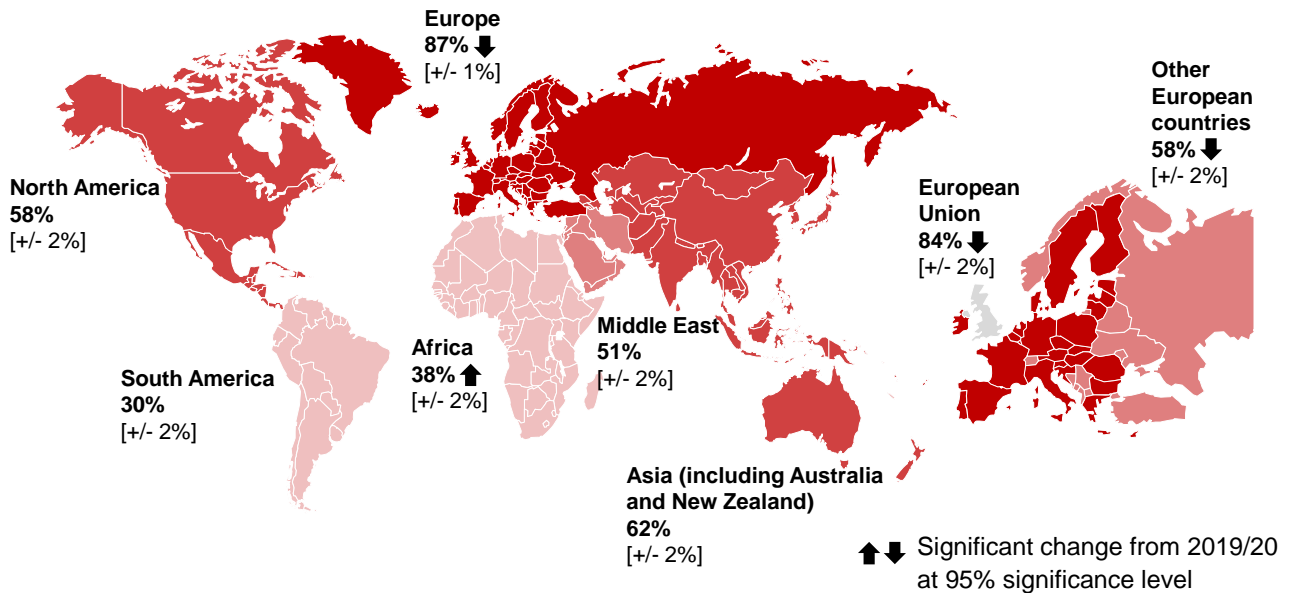 Europe
87%
[+/- 1%]
Other
European
countries
58%
[+/- 2%]
North America
58%
[+/- 2%]
European
Union
84%
[+/- 2%]
Middle East
51%
[+/- 2%]
Africa
38%
[+/- 2%]
South America
30%
[+/- 2%]
Asia (including Australia
and New Zealand)
62%
[+/- 2%]
Significant change from 2019/20
at 95% significance level